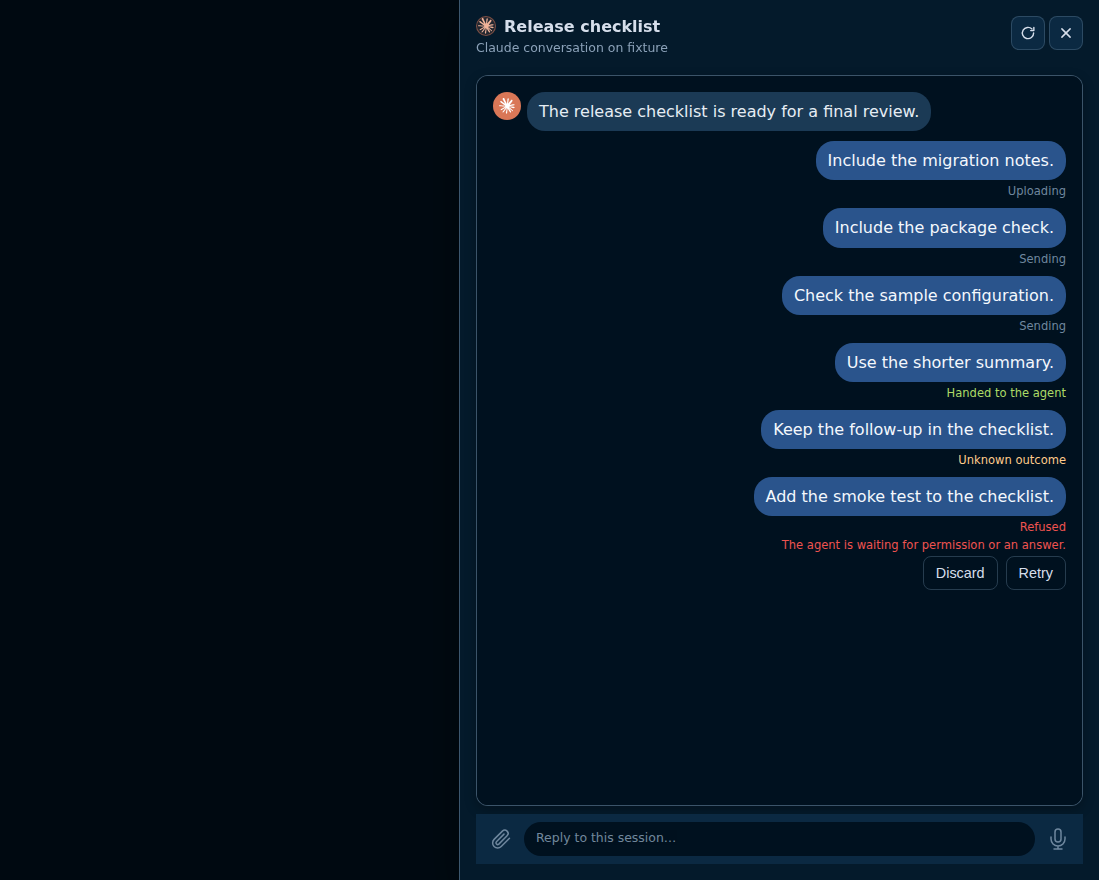 Release checklist
Claude conversation on fixture
The release checklist is ready for a final review.
Include the migration notes.
Uploading
Include the package check.
Sending
Check the sample configuration.
Sending
Use the shorter summary.
Handed to the agent
Keep the follow-up in the checklist.
Unknown outcome
Add the smoke test to the checklist.
Refused
The agent is waiting for permission or an answer.
Discard Retry
Reply to this session...